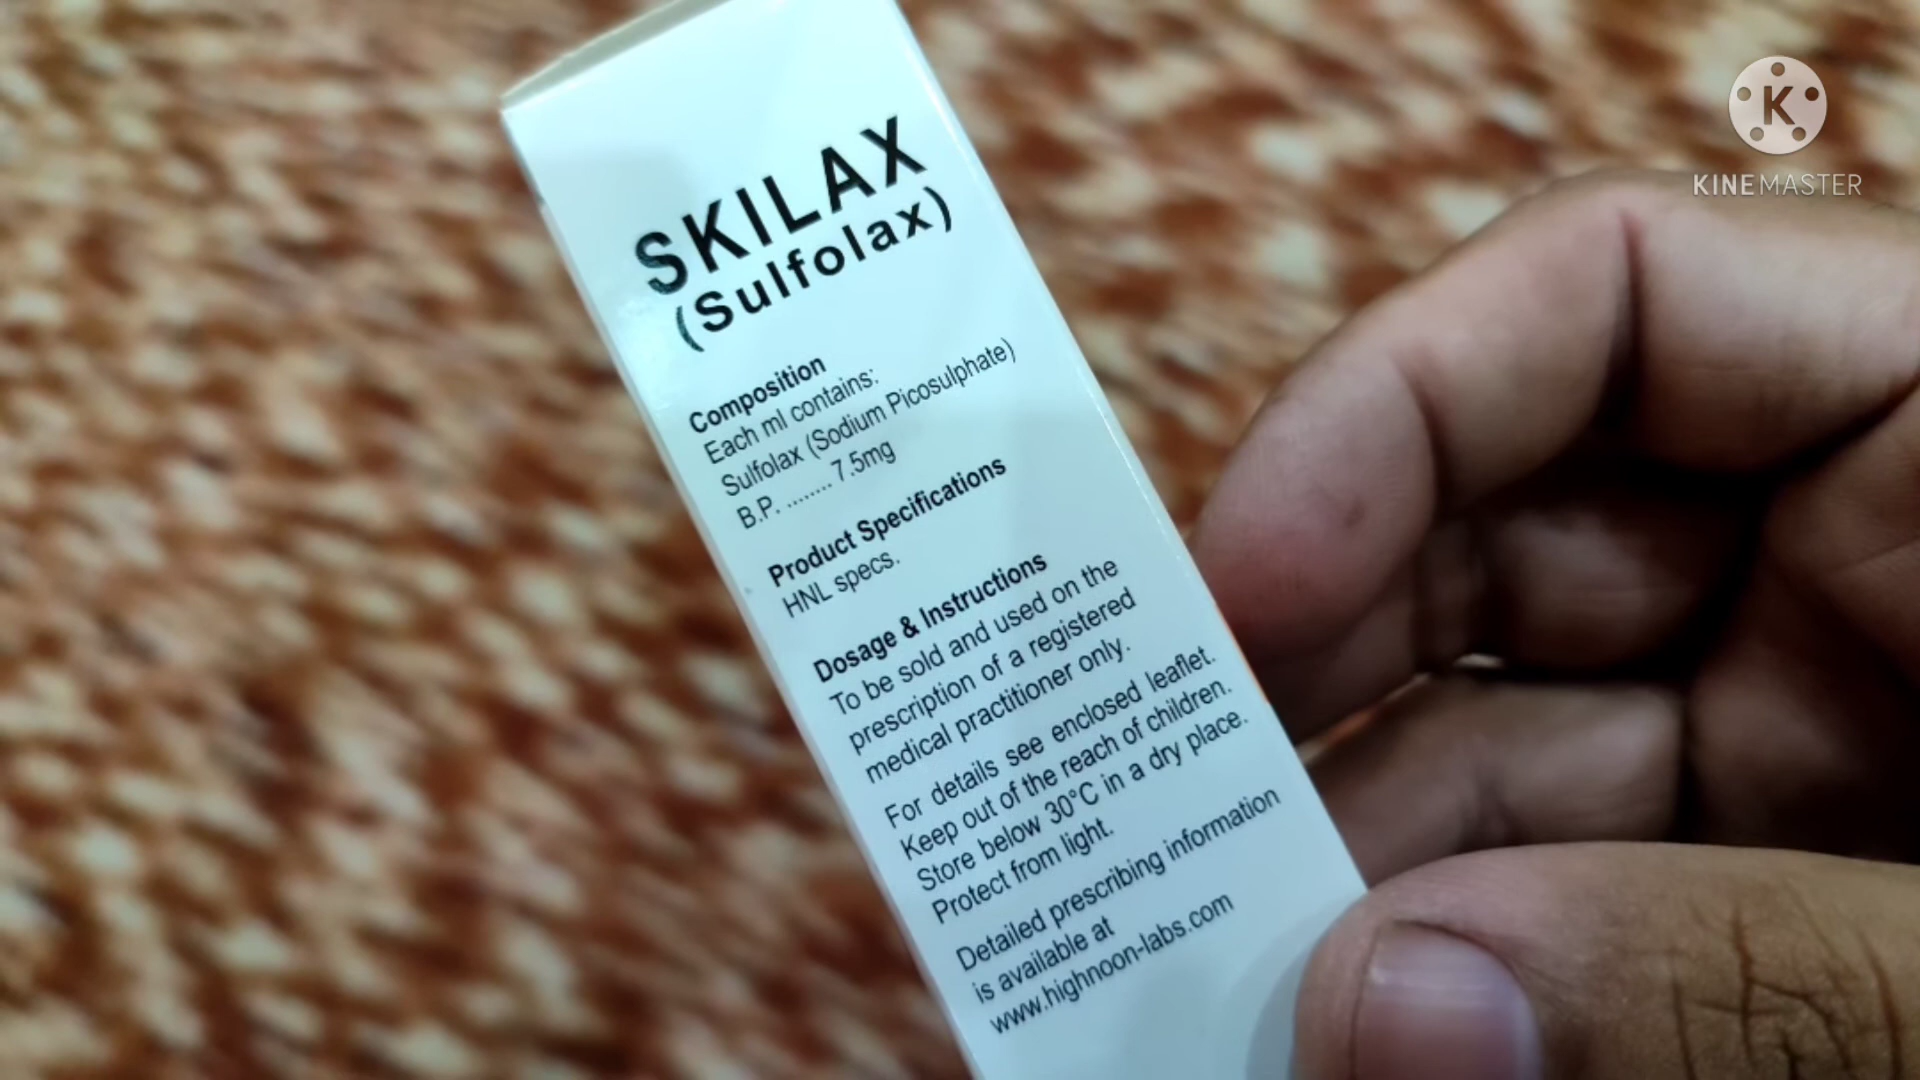 SKILAX
(Sulfolax)
Composition
Each ml contains:
Sulfolax (Sodium Picosulphate)
B.P. ........ 7.5mg
Product Specifications
HNL specs.
Dosage & Instructions
To be sold and used on the
prescription of a registered
medical practitioner only.
For details see enclosed leaflet.
Keep out of the reach of children.
Store below 30°C in a dry place.
Protect from light.
Detailed prescribing information
is available at
www.highnoon-labs.com
K
KINEMASTER